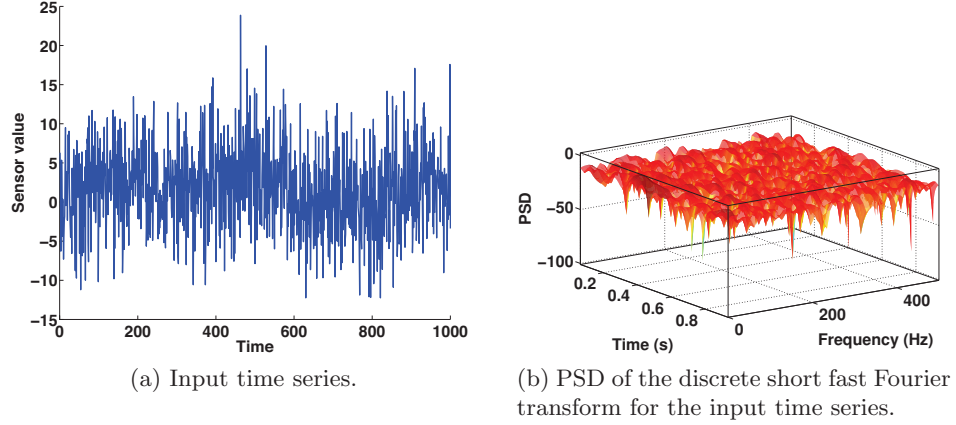 25
20
15
10
5
0
−5
−10
−15
0 200 400 600 800 1000
Sensor value
Time
(a) Input time series.
0
−50
−100
PSD
0.2 0.4 0.6 0.8
Time (s)
0 200 400
Frequency (Hz)
(b) PSD of the discrete short fast Fourier
transform for the input time series.